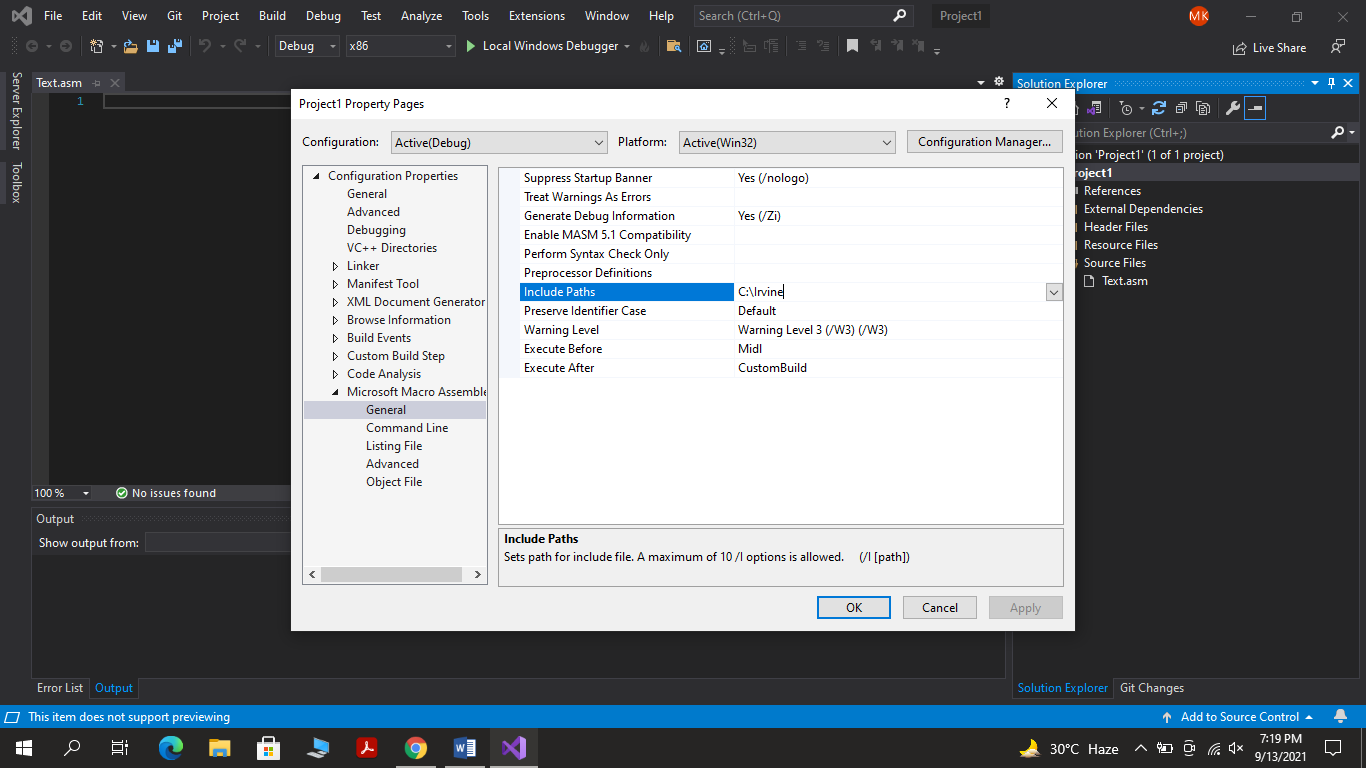 File Edit View Git Project Build Debug Test Analyze Tools Extensions Window Help Search (Ctrl+Q) Project1 MK
Debug x86 Local Windows Debugger Live Share
Server Explorer
Toolbox
Text.asm
1
100 % No issues found
Output
Show output from:
Error List Output
Project1 Property Pages ?
Configuration: Active(Debug) Platform: Active(Win32) Configuration Manager...
Configuration Properties
General
Advanced
Debugging
VC++ Directories
Linker
Manifest Tool
XML Document Generator
Browse Information
Build Events
Custom Build Step
Code Analysis
Microsoft Macro Assemble
General
Command Line
Listing File
Advanced
Object File
Suppress Startup Banner Yes (/nologo)
Treat Warnings As Errors
Generate Debug Information Yes (/Zi)
Enable MASM 5.1 Compatibility
Perform Syntax Check Only
Preprocessor Definitions
Include Paths C:\Irvine
Preserve Identifier Case Default
Warning Level Warning Level 3 (/W3) (/W3)
Execute Before Midl
Execute After CustomBuild
Include Paths
Sets path for include file. A maximum of 10 /I options is allowed. (/I [path])
OK Cancel Apply
Solution Explorer
ution Explorer (Ctrl+;)
ion 'Project1' (1 of 1 project)
roject1
References
External Dependencies
Header Files
Resource Files
Source Files
Text.asm
Solution Explorer Git Changes
This item does not support previewing Add to Source Control
30°C Haze 7:19 PM
9/13/2021